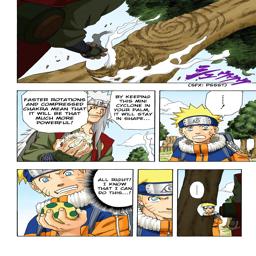 (SFX: PSSST)
FASTER ROTATIONS
AND COMPRESSED
CHAKRA MEAN THAT
IT WILL BE THAT
MUCH MORE
POWERFUL!
BY KEEPING
THIS MINI
CYCLONE IN
YOUR PALM,
IT WILL STAY
IN SHAPE...
!
ALL RIGHT!
I KNOW
THAT I CAN
DO THIS...!